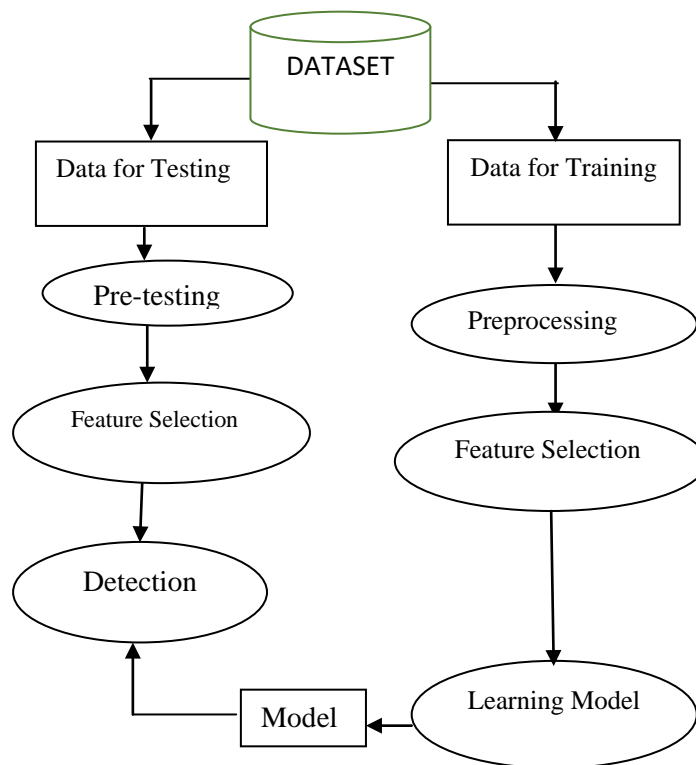 DATASET
Data for Testing
Data for Training
Pre-testing
Preprocessing
Feature Selection
Feature Selection
Detection
Learning Model
Model